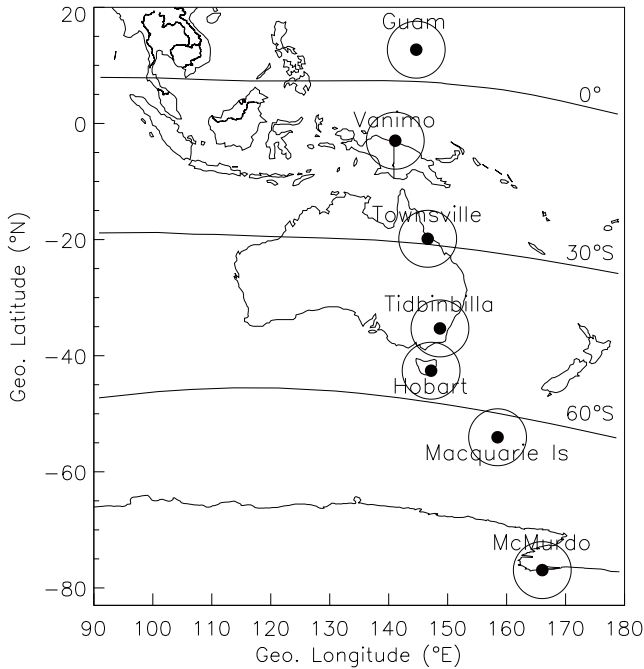 20
Guam
0°
Vanimo
0
Townsville
−20
30°S
Tidbinbilla
−40
Hobart
60°S
Macquarie Is
−60
McMurdo
−80
90 100 110 120 130 140 150 160 170 180
Geo. Longitude (°E)
Geo. Latitude (°N)